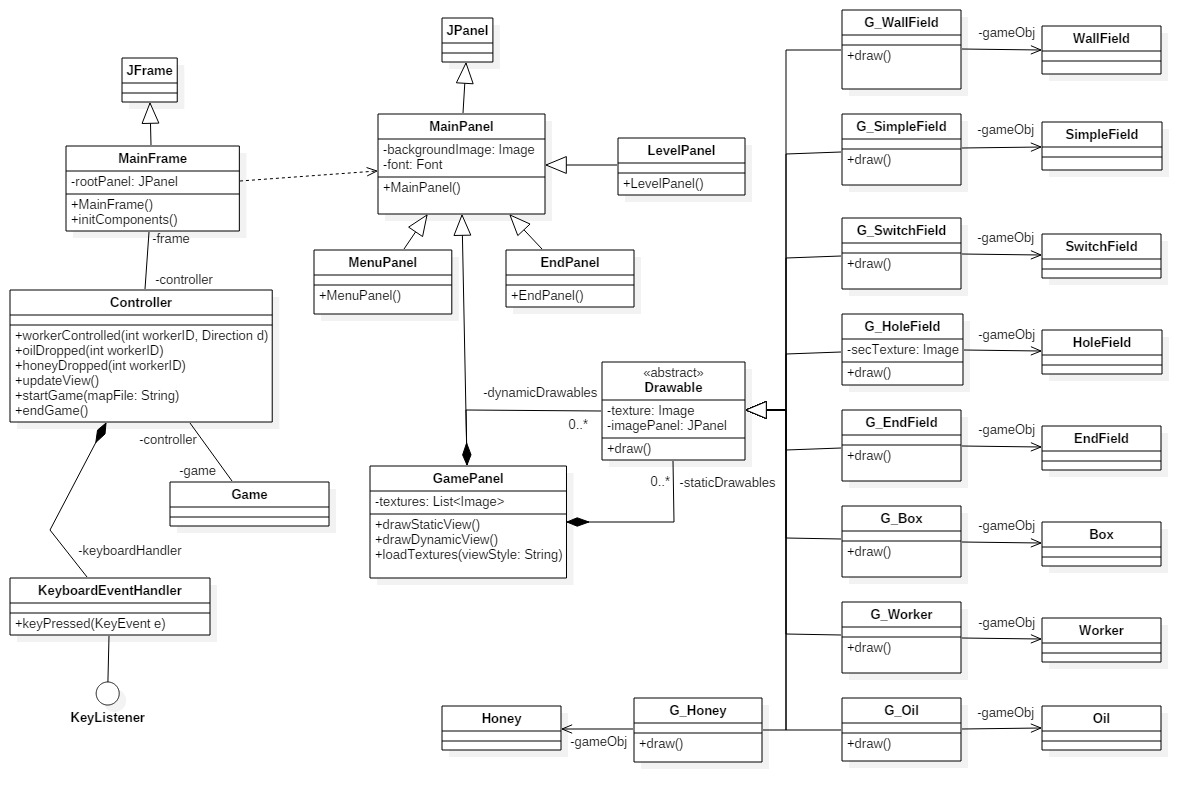 JFrame
MainFrame
-rootPanel: JPanel
+MainFrame()
+initComponents()
-frame
-controller
Controller
+workerControlled(int workerID, Direction d)
+oilDropped(int workerID)
+honeyDropped(int workerID)
+updateView()
+startGame(mapFile: String)
+endGame()
-controller
-game
Game
-keyboardHandler
KeyboardEventHandler
+keyPressed(KeyEvent e)
KeyListener
JPanel
MainPanel
-backgroundImage: Image
-font: Font
+MainPanel()
LevelPanel
+LevelPanel()
MenuPanel
+MenuPanel()
EndPanel
+EndPanel()
-dynamicDrawables
0..*
«abstract»
Drawable
-texture: Image
-imagePanel: JPanel
+draw()
0..*
-staticDrawables
GamePanel
-textures: List<Image>
+drawStaticView()
+drawDynamicView()
+loadTextures(viewStyle: String)
G_WallField
+draw()
-gameObj
WallField
G_SimpleField
+draw()
-gameObj
SimpleField
G_SwitchField
+draw()
-gameObj
SwitchField
G_HoleField
-secTexture: Image
+draw()
-gameObj
HoleField
G_EndField
+draw()
-gameObj
EndField
G_Box
+draw()
-gameObj
Box
G_Worker
+draw()
-gameObj
Worker
Honey
-gameObj
G_Honey
+draw()
G_Oil
+draw()
-gameObj
Oil